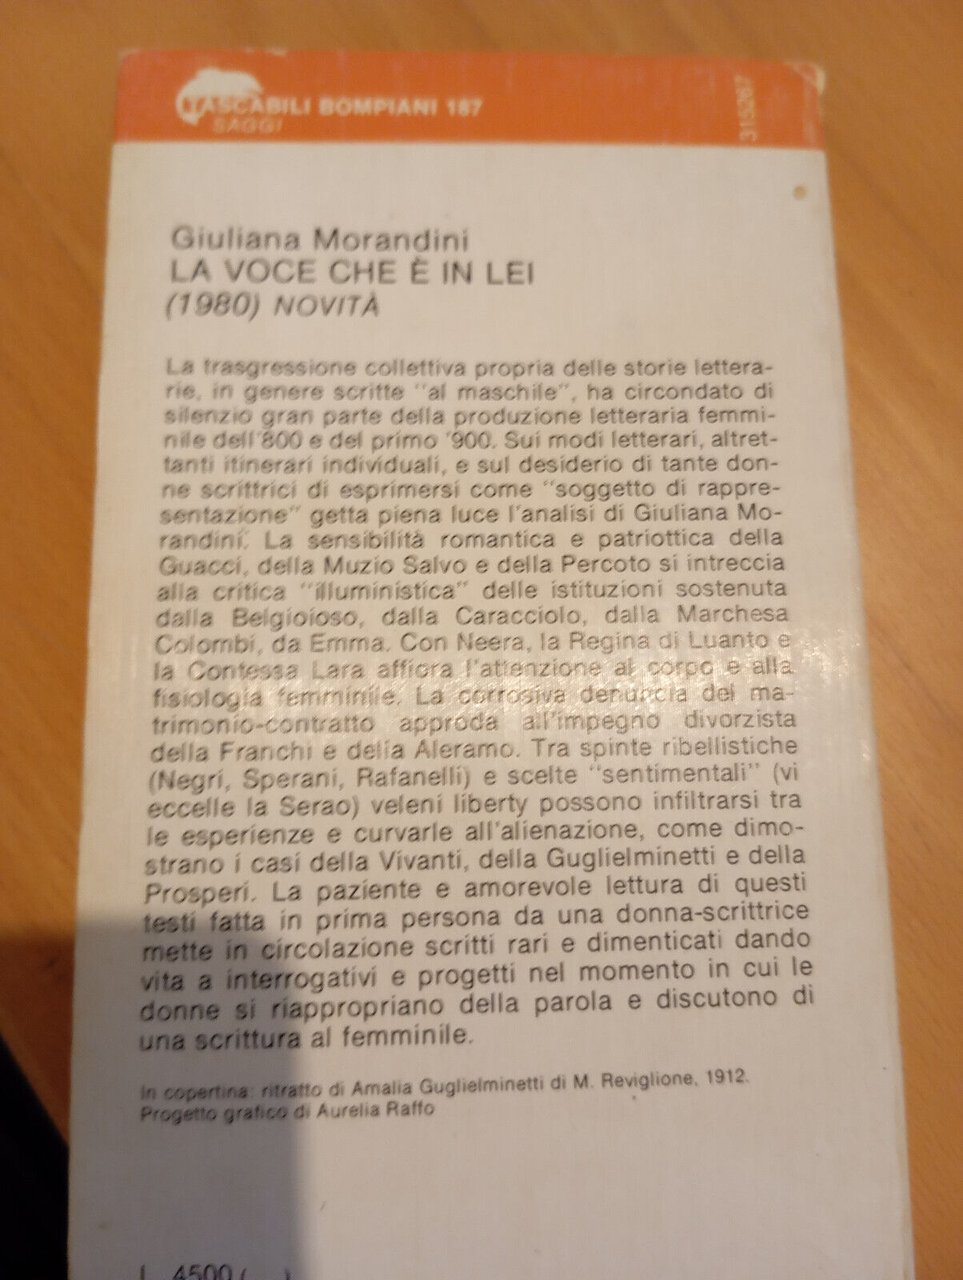 TASCABILI BOMPIANI 187
SAGGI
315267
Giuliana Morandini
LA VOCE CHE È IN LEI
(1980) NOVITÀ
La trasgressione collettiva propria delle storie lettera-
rie, in genere scritte "al maschile", ha circondato di
silenzio gran parte della produzione letteraria femmi-
nile dell'800 e del primo '900. Sui modi letterari, altret-
tanti itinerari individuali, e sul desiderio di tante don-
ne scrittrici di esprimersi come "soggetto di rappre-
sentazione" getta piena luce l'analisi di Giuliana Mo-
randini. La sensibilità romantica e patriottica della
Guacci, della Muzio Salvo e della Percoto si intreccia
alla critica "illuministica" delle istituzioni sostenuta
dalla Belgioioso, dalla Caracciolo, dalla Marchesa
Colombi, da Emma. Con Neera, la Regina di Luanto e
la Contessa Lara affiora l'attenzione al corpo e alla
fisiologia femminile. La corrosiva denuncia del ma-
trimonio-contratto approda all'impegno divorzista
della Franchi e della Aleramo. Tra spinte ribellistiche
(Negri, Sperani, Rafanelli) e scelte "sentimentali" (vi
eccelle la Serao) veleni liberty possono infiltrarsi tra
le esperienze e curvarle all'alienazione, come dimo-
strano i casi della Vivanti, della Guglielminetti e della
Prosperi. La paziente e amorevole lettura di questi
testi fatta in prima persona da una donna-scrittrice
mette in circolazione scritti rari e dimenticati dando
vita a interrogativi e progetti nel momento in cui le
donne si riappropriano della parola e discutono di
una scrittura al femminile.
In copertina: ritratto di Amalia Guglielminetti di M. Reviglione, 1912.
Progetto grafico di Aurelia Raffo
L. 4500